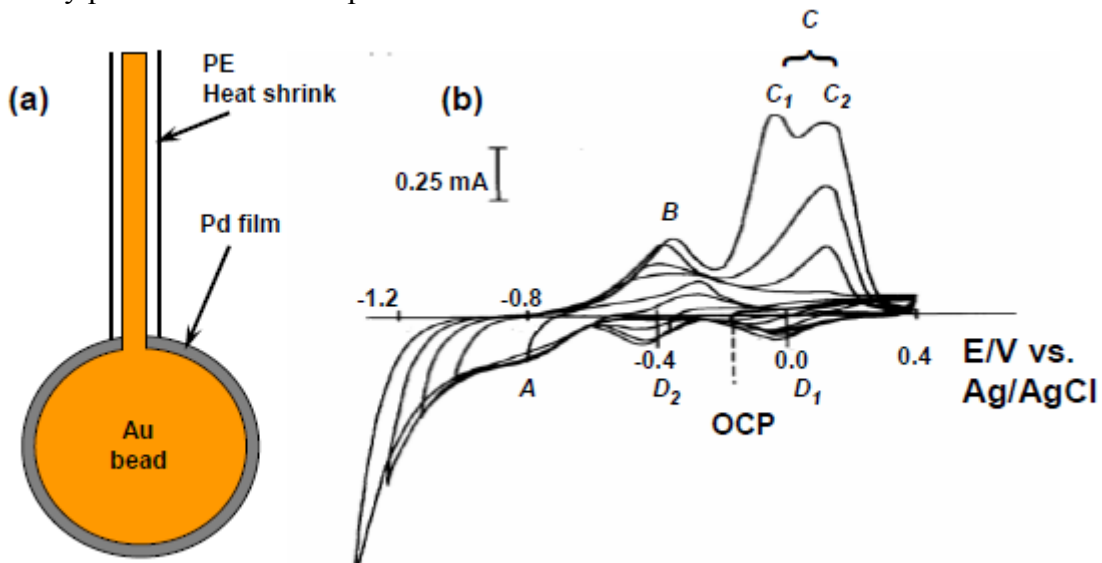 (a)
PE
Heat shrink
Pd film
Au
bead
(b)
C
C1 C2
0.25 mA
B
-1.2
-0.8
A
-0.4
D2
OCP
0.0
D1
0.4
E/V vs.
Ag/AgCl